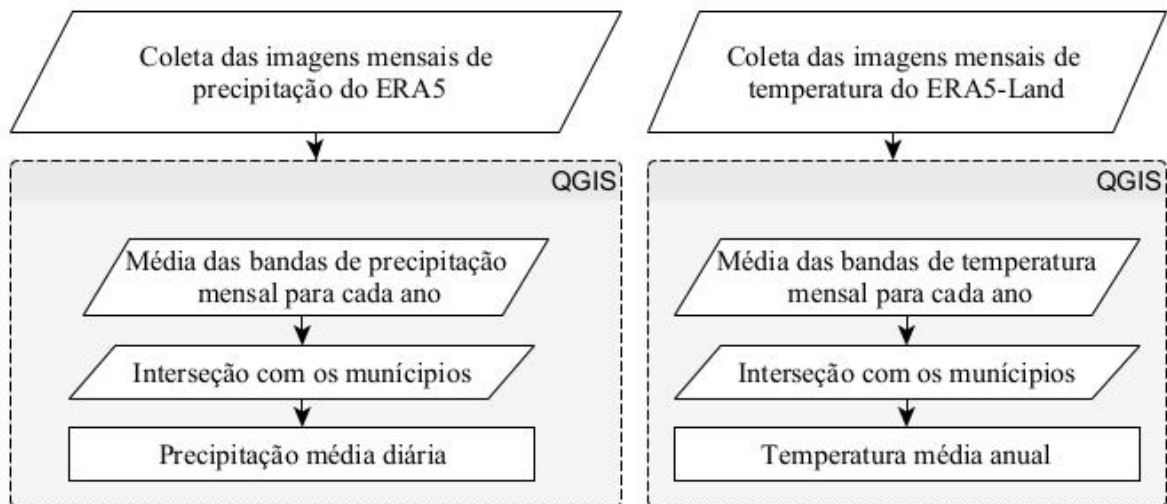 Coleta das imagens mensais de
precipitação do ERA5
QGIS
Média das bandas de precipitação
mensal para cada ano
Interseção com os munícipios
Precipitação média diária
Coleta das imagens mensais de
temperatura do ERA5-Land
QGIS
Média das bandas de temperatura
mensal para cada ano
Interseção com os munícipios
Temperatura média anual